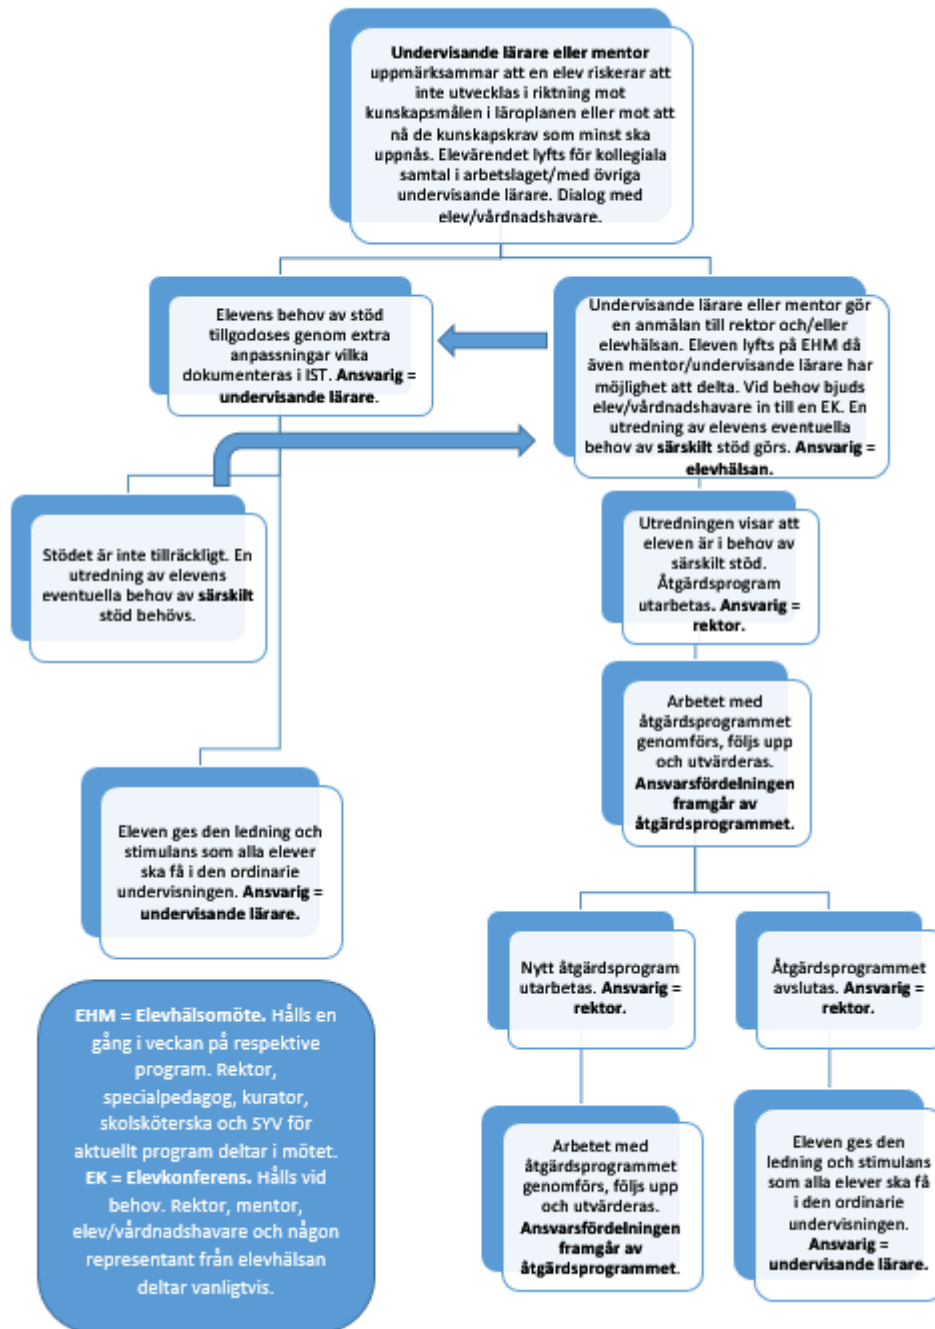 Undervisande lärare eller mentor
uppmärksammar att en elev riskerar att
inte utvecklas i riktning mot
kunskapsmålen i läroplanen eller mot att
nå de kunskapskrav som minst ska
uppnås. Elevärendet lyfts för kollegiala
samtal i arbetslaget/med övriga
undervisande lärare. Dialog med
elev/vårdnadshavare.
Elevens behov av stöd
tillgodoses genom extra
anpassningar vilka
dokumenteras i IST. Ansvarig =
undervisande lärare.
Undervisande lärare eller mentor gör
en anmälan till rektor och/eller
elevhälsan. Eleven lyfts på EHM då
även mentor/undervisande lärare har
möjlighet att delta. Vid behov bjuds
elev/vårdnadshavare in till en EK. En
utredning av elevens eventuella
behov av särskilt stöd görs. Ansvarig =
elevhälsan.
Stödet är inte tillräckligt. En
utredning av elevens
eventuella behov av särskilt
stöd behövs.
Utredningen visar att
eleven är i behov av
särskilt stöd.
Åtgärdsprogram
utarbetas. Ansvarig =
rektor.
Arbetet med
åtgärdsprogrammet
genomförs, följs upp
och utvärderas.
Ansvarsfördelningen
framgår av
åtgärdsprogrammet.
Eleven ges den ledning och
stimulans som alla elever
ska få i den ordinarie
undervisningen. Ansvarig =
undervisande lärare.
Nytt åtgärdsprogram
utarbetas. Ansvarig =
rektor.
Åtgärdsprogrammet
avslutas. Ansvarig =
rektor.
EHM = Elevhälsomöte. Hålls en
gång i veckan på respektive
program. Rektor,
specialpedagog, kurator,
skolsköterska och SYV för
aktuellt program deltar i mötet.
EK = Elevkonferens. Hålls vid
behov. Rektor, mentor,
elev/vårdnadshavare och någon
representant från elevhälsan
deltar vanligtvis.
Arbetet med
åtgärdsprogrammet
genomförs, följs upp
och utvärderas.
Ansvarsfördelningen
framgår av
åtgärdsprogrammet.
Eleven ges den
ledning och stimulans
som alla elever ska få
i den ordinarie
undervisningen.
Ansvarig =
undervisande lärare.